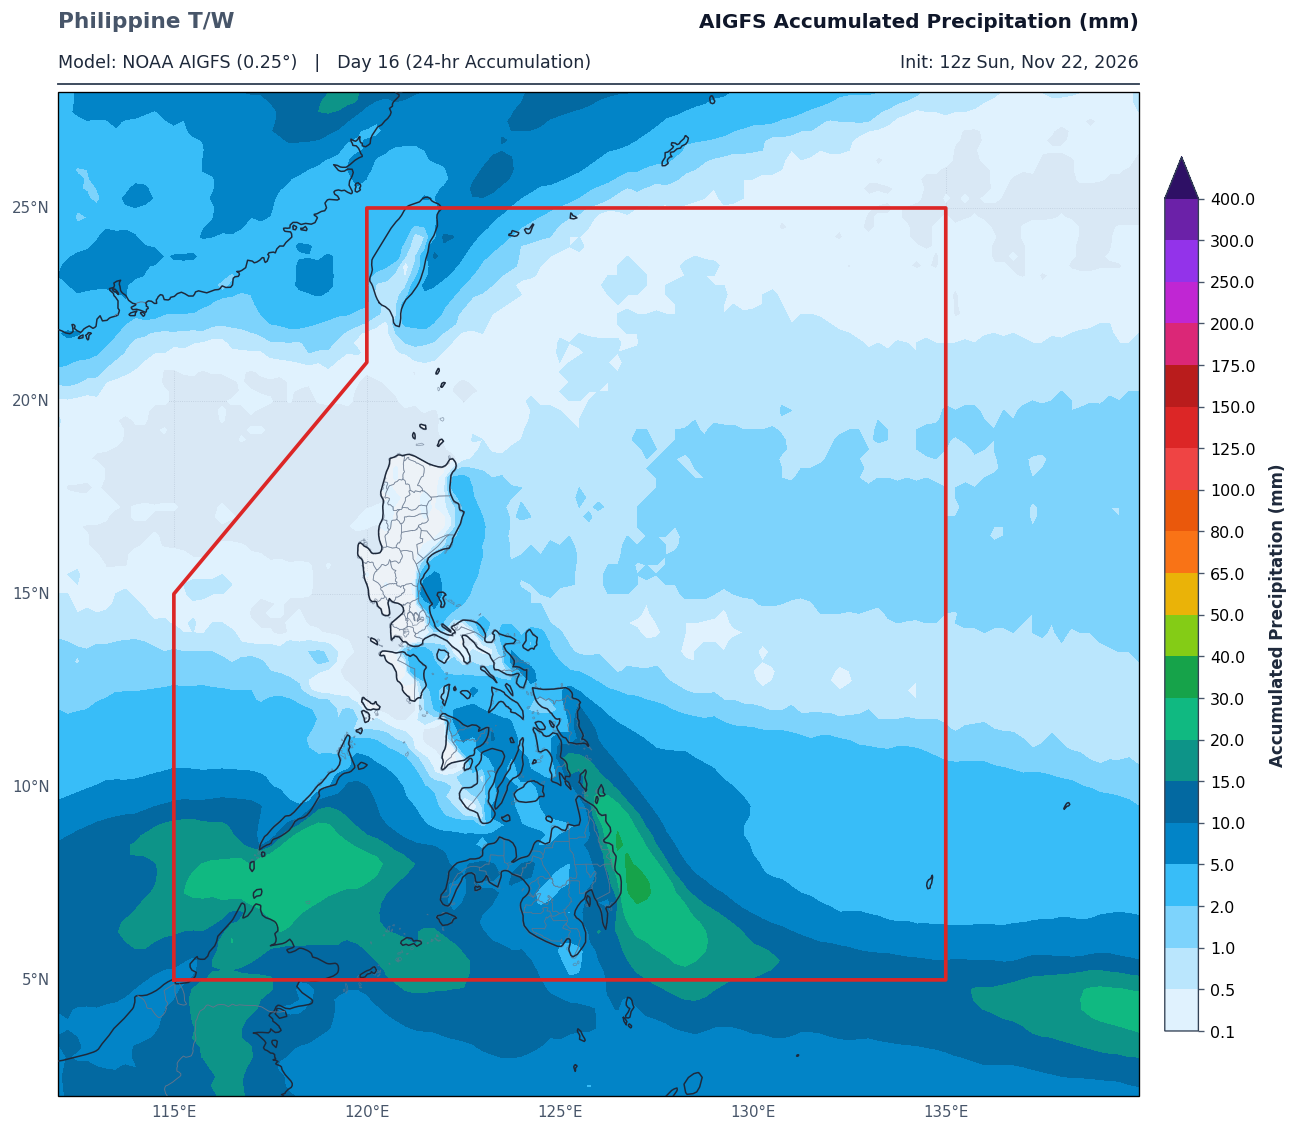 Philippine T/W
AIGFS Accumulated Precipitation (mm)
Model: NOAA AIGFS (0.25°)   |   Day 16 (24-hr Accumulation)
Init: 12z Sun, Nov 22, 2026
25°N
20°N
15°N
10°N
5°N
115°E
120°E
125°E
130°E
135°E
400.0
300.0
250.0
200.0
175.0
150.0
125.0
100.0
80.0
65.0
50.0
40.0
30.0
20.0
15.0
10.0
5.0
2.0
1.0
0.5
0.1
Accumulated Precipitation (mm)